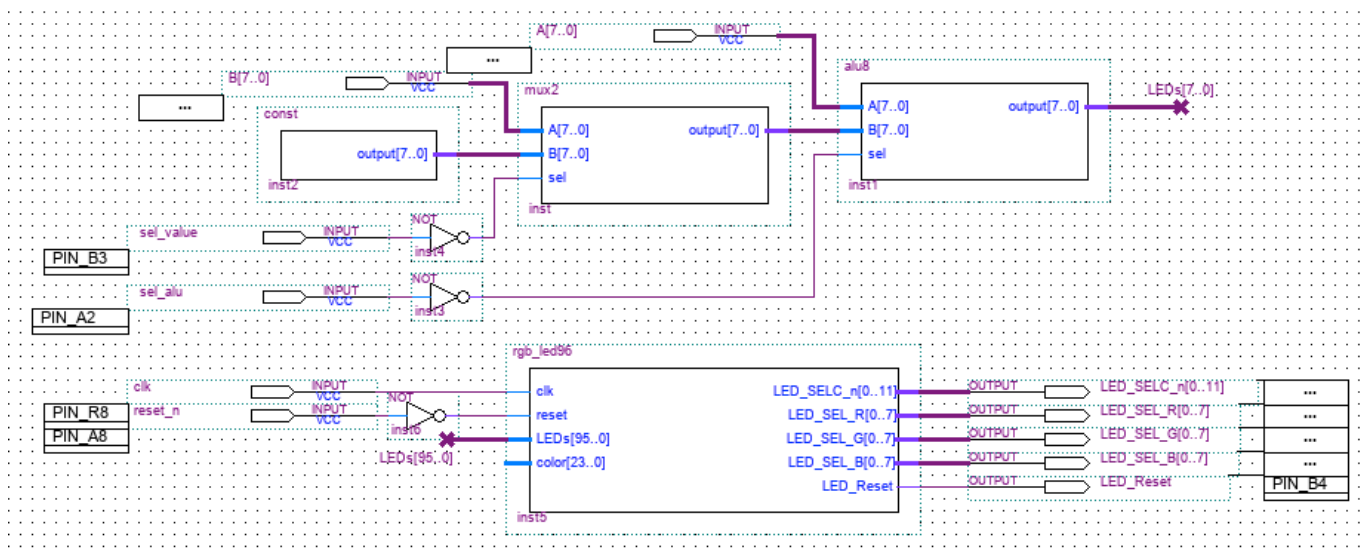 A[7..0] INPUT VCC
...
B[7..0] INPUT VCC
...
const
output[7..0]
inst2
mux2
A[7..0] output[7..0]
B[7..0]
sel
inst
alu8
A[7..0] output[7..0]
B[7..0]
sel
inst1
LEDs[7..0]
sel_value INPUT VCC
PIN_B3
NOT
inst4
sel_alu INPUT VCC
PIN_A2
NOT
inst3
clk INPUT VCC
PIN_R8
reset_n INPUT VCC
PIN_A8
NOT
inst6
LEDs[95..0]
rgb_led96
clk LED_SELC_n[0..11]
reset LED_SEL_R[0..7]
LEDs[95..0] LED_SEL_G[0..7]
color[23..0] LED_SEL_B[0..7]
LED_Reset
inst5
OUTPUT LED_SELC_n[0..11] ...
OUTPUT LED_SEL_R[0..7] ...
OUTPUT LED_SEL_G[0..7] ...
OUTPUT LED_SEL_B[0..7] ...
OUTPUT LED_Reset PIN_B4